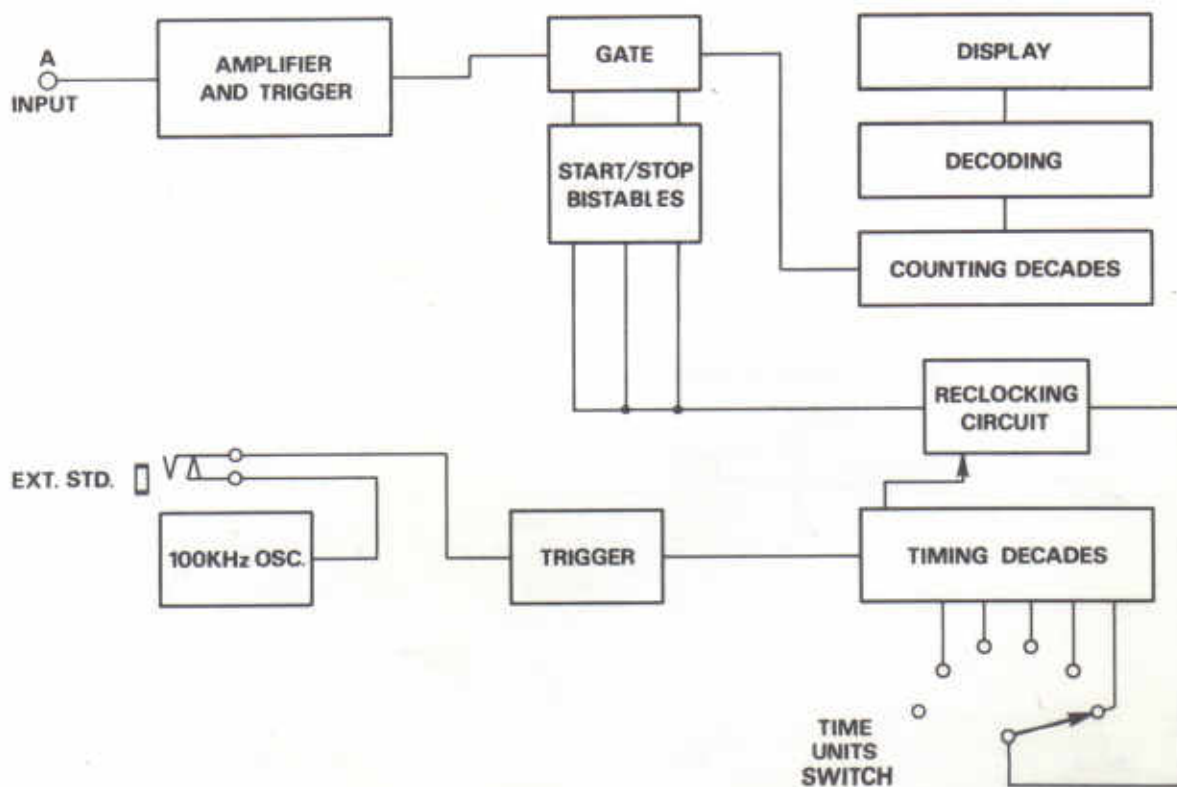 A
INPUT
AMPLIFIER
AND TRIGGER
GATE
START/STOP
BISTABLES
DISPLAY
DECODING
COUNTING DECADES
RECLOCKING
CIRCUIT
EXT. STD.
100KHz OSC.
TRIGGER
TIMING DECADES
TIME
UNITS
SWITCH